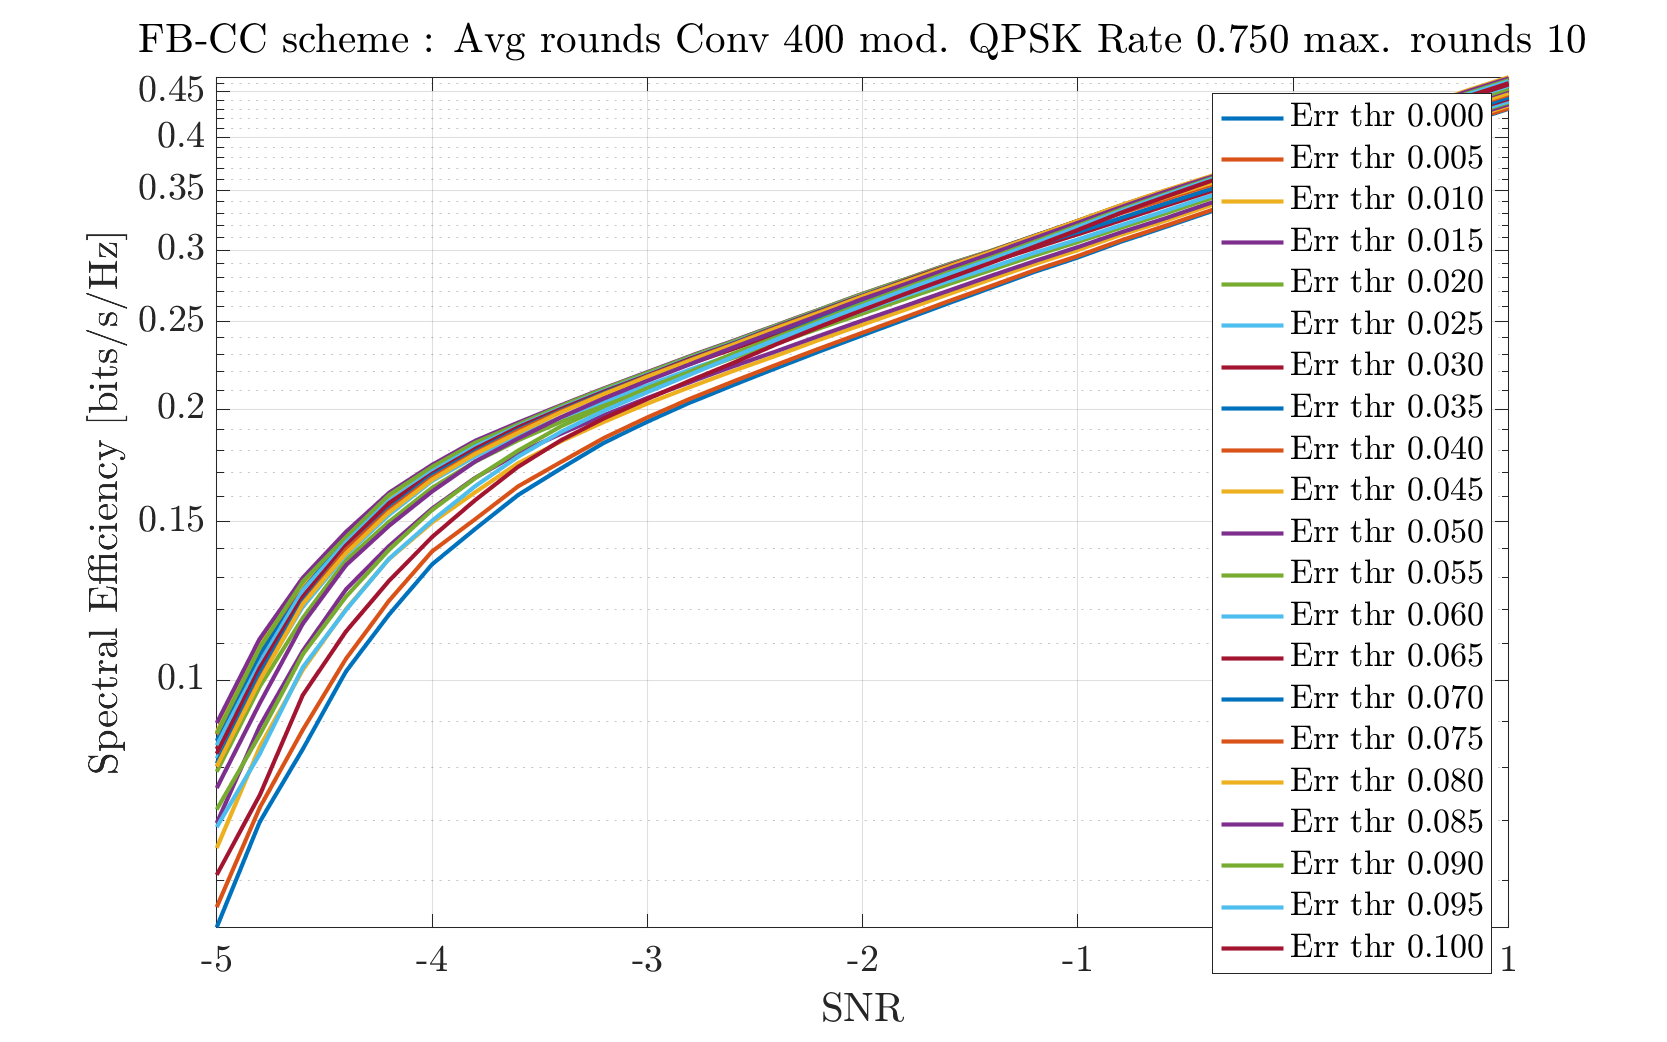 FB-CC scheme : Avg rounds Conv 400 mod. QPSK Rate 0.750 max. rounds 10
0.45
0.4
0.35
0.3
0.25
0.2
0.15
0.1
Spectral Efficiency [bits/s/Hz]
Err thr 0.000
Err thr 0.005
Err thr 0.010
Err thr 0.015
Err thr 0.020
Err thr 0.025
Err thr 0.030
Err thr 0.035
Err thr 0.040
Err thr 0.045
Err thr 0.050
Err thr 0.055
Err thr 0.060
Err thr 0.065
Err thr 0.070
Err thr 0.075
Err thr 0.080
Err thr 0.085
Err thr 0.090
Err thr 0.095
Err thr 0.100
-5 -4 -3 -2 -1 1
SNR